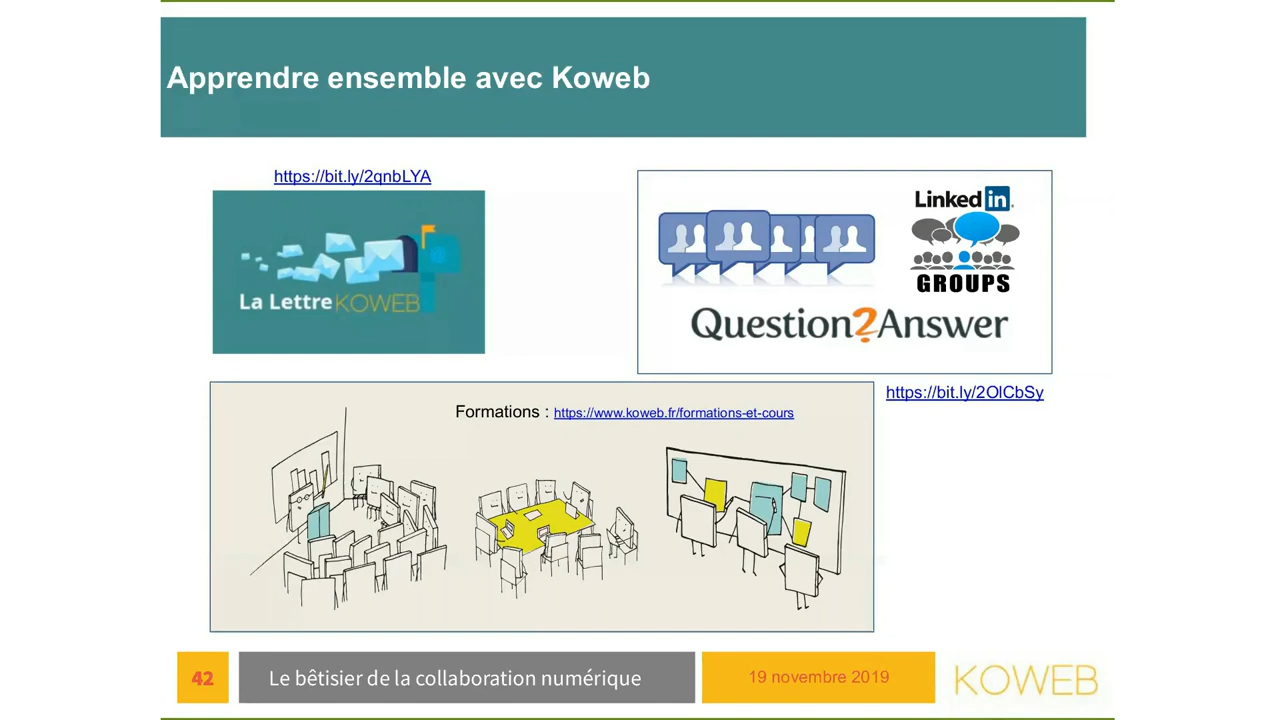 Apprendre ensemble avec Koweb
https://bit.ly/2qnbLYA
La Lettre KOWEB
Linked in
GROUPS
Question2Answer
https://bit.ly/2OlCbSy
Formations : https://www.koweb.fr/formations-et-cours
42
Le bêtisier de la collaboration numérique
19 novembre 2019
KOWEB